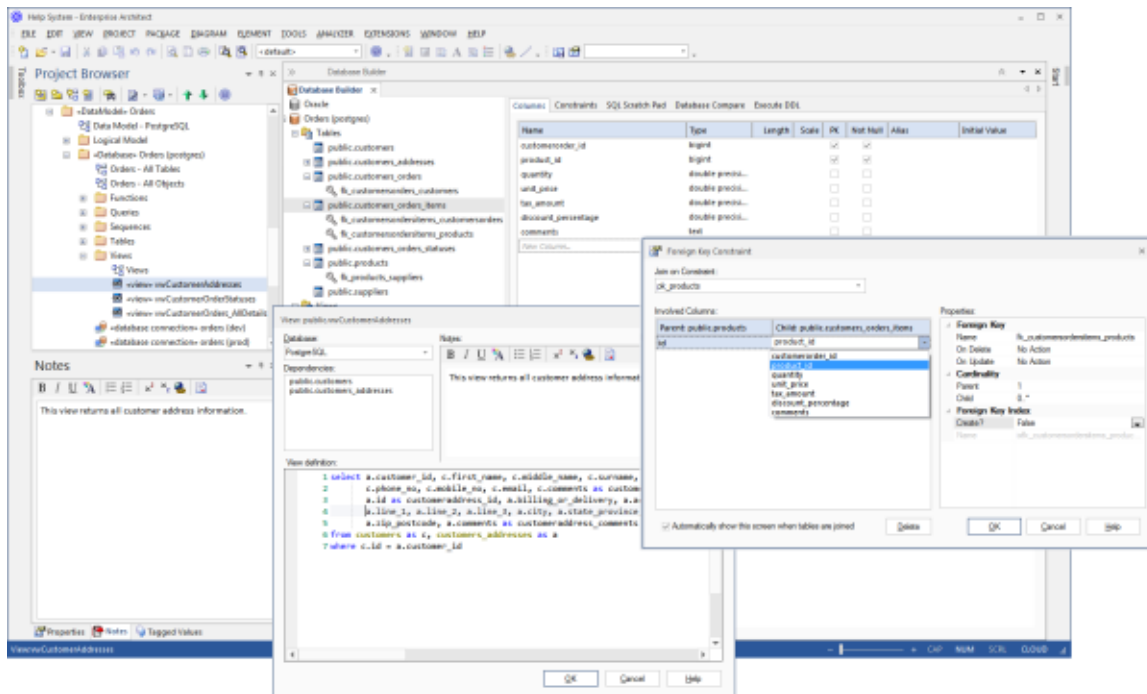 Help System - Enterprise Architect
FILE EDIT VIEW PROJECT PACKAGE DIAGRAM ELEMENT TOOLS ANALYZER EXTENSIONS WINDOW HELP
<default>
Toolbox
Project Browser
«DataModel» Orders
Data Model - PostgreSQL
Logical Model
«Database» Orders (postgres)
Orders - All Tables
Orders - All Objects
Functions
Queries
Sequences
Tables
Views
Views
«view» vwCustomerAddresses
«view» vwCustomerOrderStatuses
«view» vwCustomerOrders_AllDetails
«database connection» orders (dev)
«database connection» orders (prod)
Notes
This view returns all customer address information.
Properties Notes Tagged Values
View:vwCustomerAddresses
Database Builder
Start
Database Builder
Oracle
Orders (postgres)
Tables
public.customers
public.customers_addresses
public.customers_orders
fk_customersorders_customers
public.customers_orders_items
fk_customersordersitems_customersorders
fk_customersordersitems_products
public.customers_orders_statuses
public.products
fk_products_suppliers
public.suppliers
Columns Constraints SQL Scratch Pad Database Compare Execute DDL
Name Type Length Scale PK Not Null Alias Initial Value
customerorder_id bigint
product_id bigint
quantity double precisi...
unit_price double precisi...
tax_amount double precisi...
discount_percentage double precisi...
comments text
New Column...
View: public.vwCustomerAddresses
Database:
PostgreSQL
Dependencies:
public.customers
public.customers_addresses
Notes:
B I U
This view returns all customer address informat
View definition:
1 select a.customer_id, c.first_name, c.middle_name, c.surname,
2 c.phone_no, c.mobile_no, c.email, c.comments as custome
3 a.id as customeraddress_id, a.billing_or_delivery, a.a
4 a.line_1, a.line_2, a.line_3, a.city, a.state_province
5 a.zip_postcode, a.comments as customeraddress_comments
6 from customers as c, customers_addresses as a
7 where c.id = a.customer_id
OK Cancel Help
Foreign Key Constraint
Join on Constraint:
pk_products
Involved Columns:
Parent: public.products Child: public.customers_orders_items
id product_id
customerorder_id
product_id
quantity
unit_price
tax_amount
discount_percentage
comments
Properties:
Foreign Key
Name fk_customersordersitems_products
On Delete No Action
On Update No Action
Cardinality
Parent 1
Child 0..*
Foreign Key Index
Create? False
Name
Automatically show this screen when tables are joined
Delete OK Cancel Help
CAP NUM SCRL CLOUD